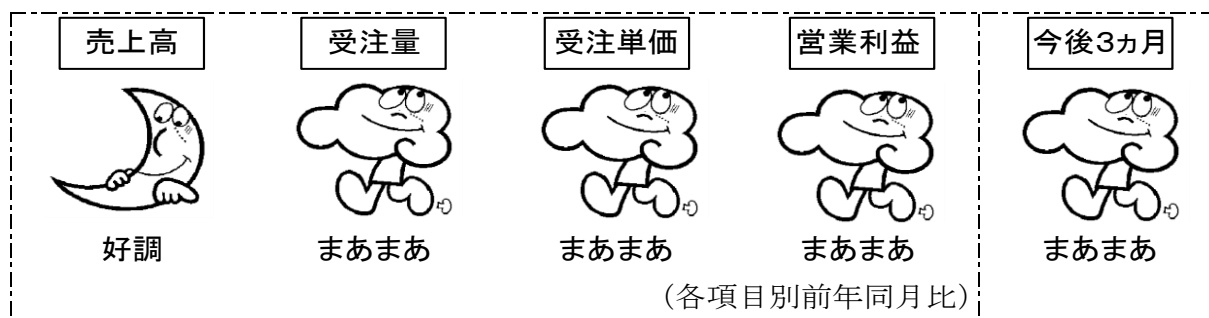 売上高 受注量 受注単価 営業利益 今後3ヵ月
好調 まあまあ まあまあ まあまあ まあまあ
(各項目別前年同月比)